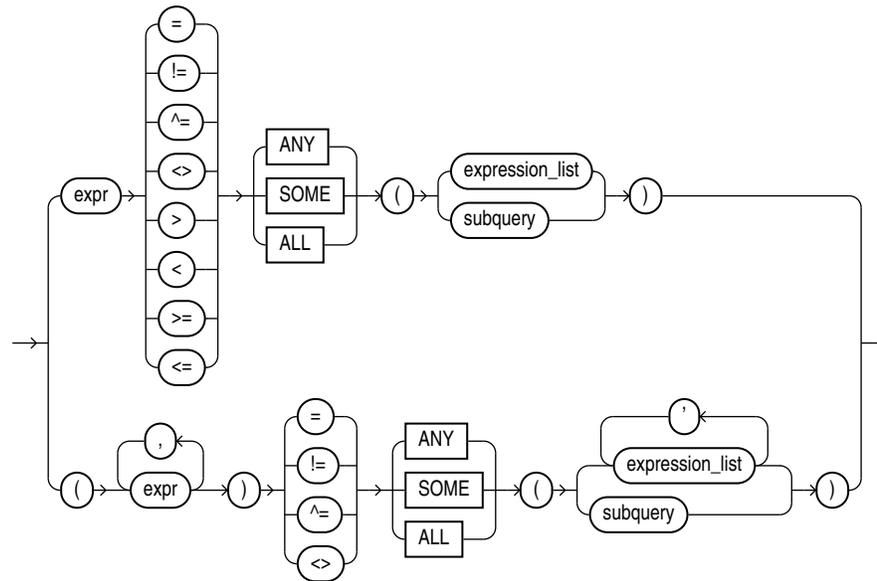 =
!=
^=
<>
>
<
>=
<=
expr
ANY
SOME
ALL
(
expression_list
subquery
)
(
,
expr
)
=
!=
^=
<>
ANY
SOME
ALL
(
,
expression_list
subquery
)